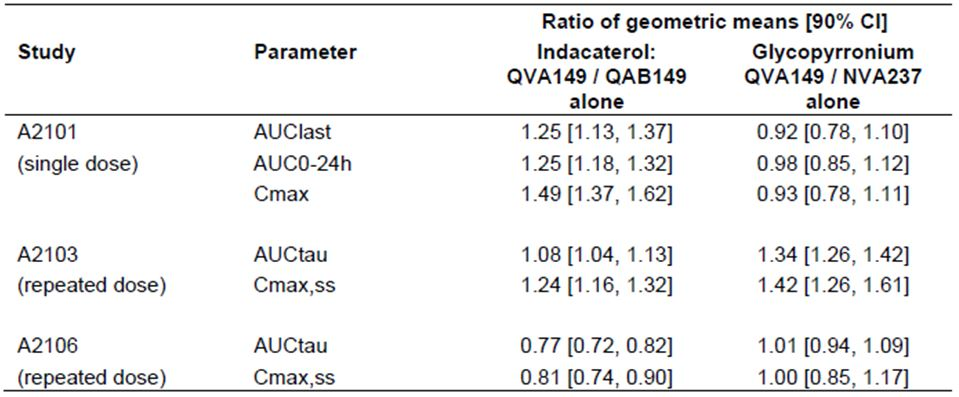 Ratio of geometric means [90% CI]
Study Parameter Indacaterol: Glycopyrronium
QVA149 / QAB149 QVA149 / NVA237
alone alone
A2101 AUClast 1.25 [1.13, 1.37] 0.92 [0.78, 1.10]
(single dose) AUC0-24h 1.25 [1.18, 1.32] 0.98 [0.85, 1.12]
Cmax 1.49 [1.37, 1.62] 0.93 [0.78, 1.11]
A2103 AUCtau 1.08 [1.04, 1.13] 1.34 [1.26, 1.42]
(repeated dose) Cmax,ss 1.24 [1.16, 1.32] 1.42 [1.26, 1.61]
A2106 AUCtau 0.77 [0.72, 0.82] 1.01 [0.94, 1.09]
(repeated dose) Cmax,ss 0.81 [0.74, 0.90] 1.00 [0.85, 1.17]